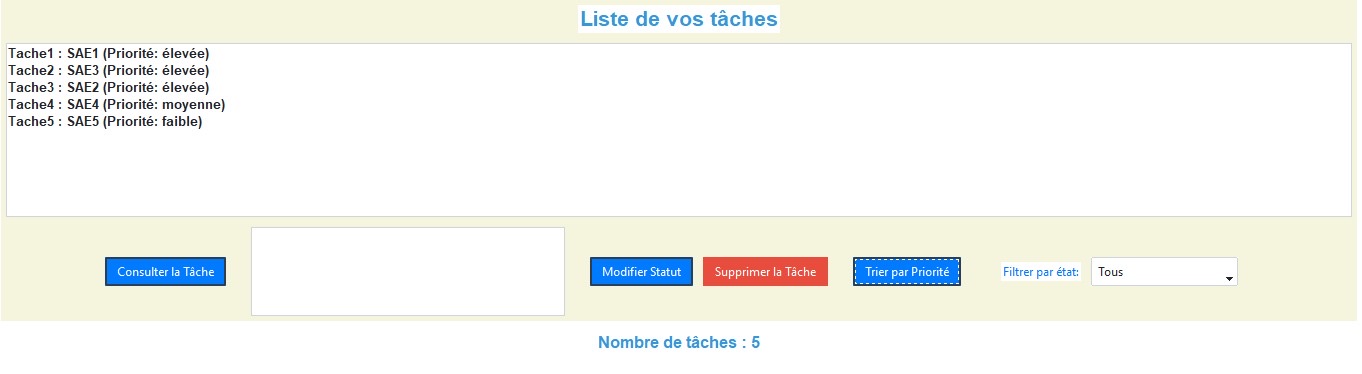 Liste de vos tâches
Tache1 : SAE1 (Priorité: élevée)
Tache2 : SAE3 (Priorité: élevée)
Tache3 : SAE2 (Priorité: élevée)
Tache4 : SAE4 (Priorité: moyenne)
Tache5 : SAE5 (Priorité: faible)
Consulter la Tâche
Modifier Statut
Supprimer la Tâche
Trier par Priorité
Filtrer par état:
Tous
Nombre de tâches : 5